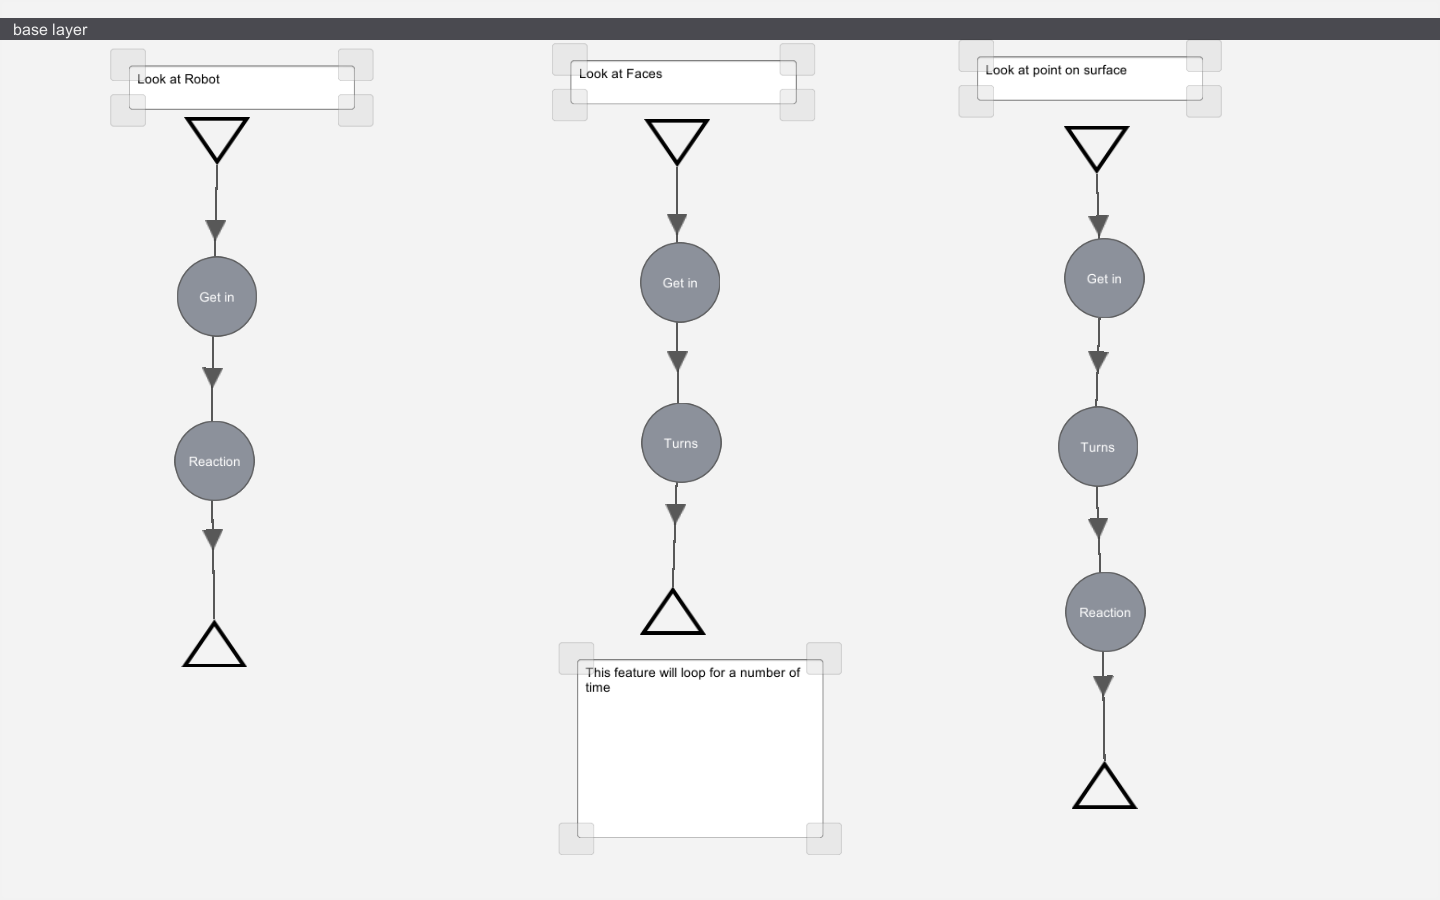 base layer
Look at Robot
Get in
Reaction
Look at Faces
Get in
Turns
This feature will loop for a number of
time
Look at point on surface
Get in
Turns
Reaction